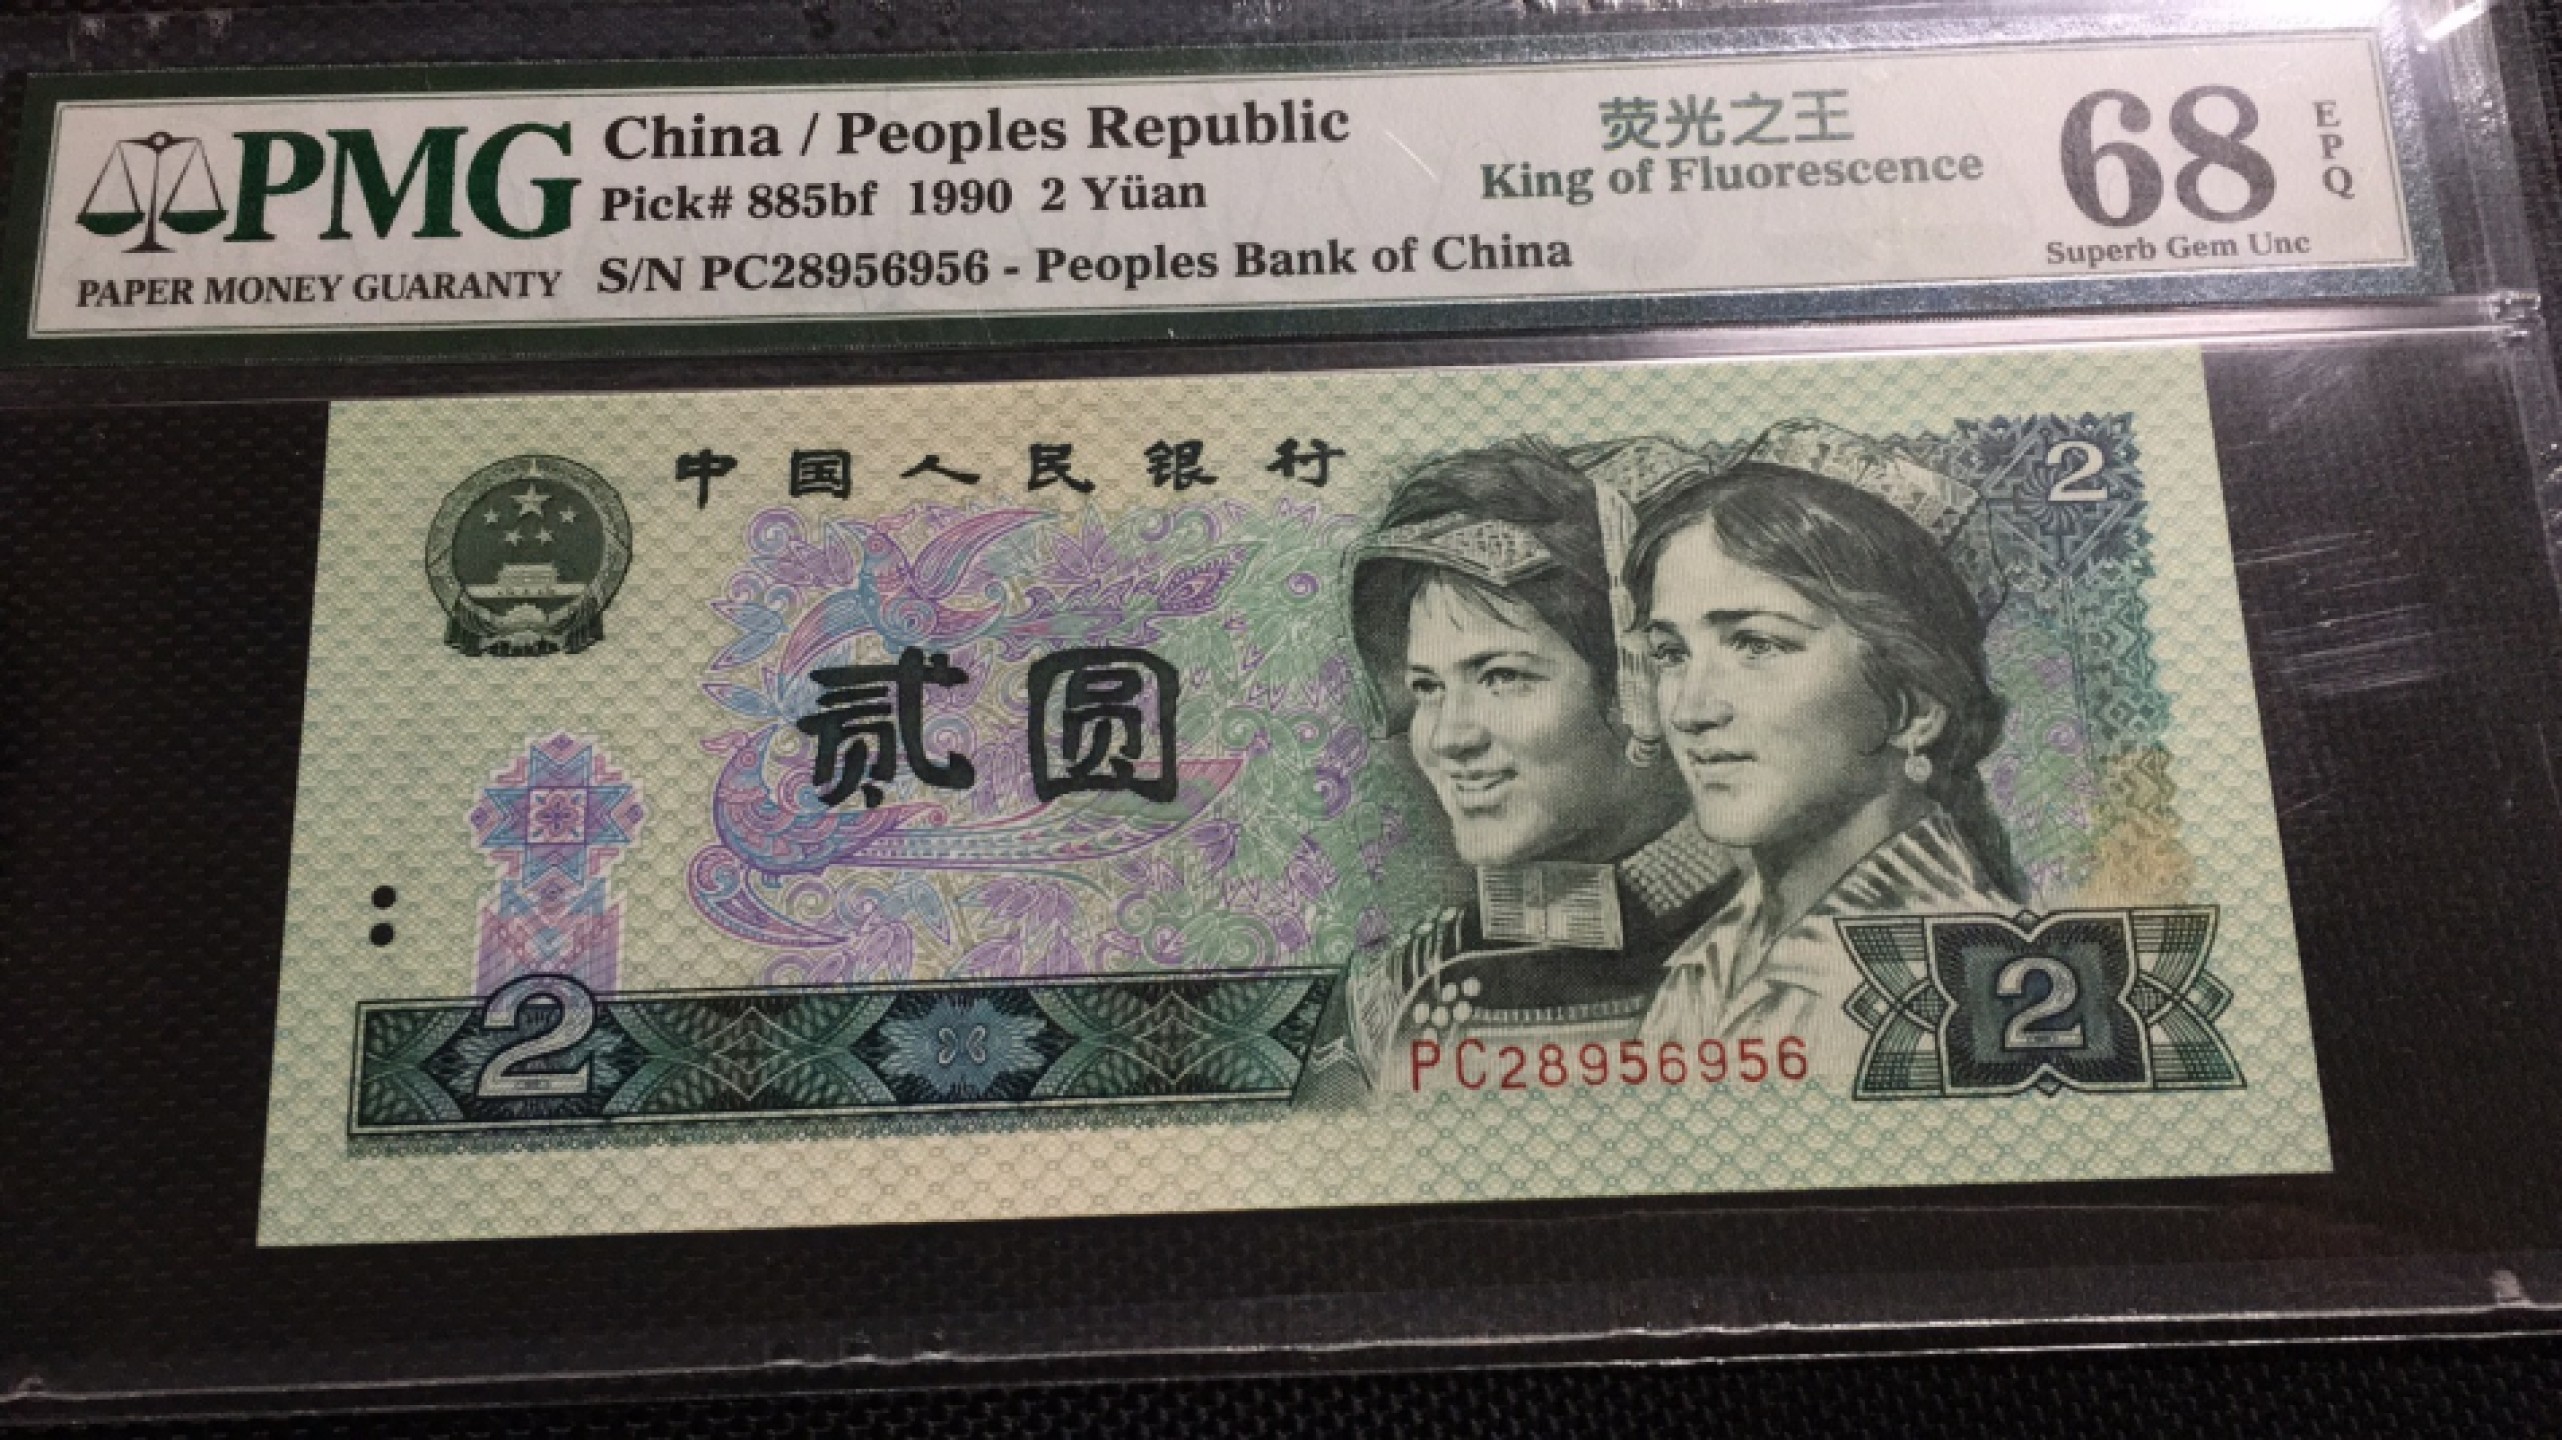 PMG
PAPER MONEY GUARANTY
China / Peoples Republic
Pick# 885bf 1990 2 Yüan
S/N PC28956956 - Peoples Bank of China
荧光之王
King of Fluorescence
68
EPQ
Superb Gem Unc
中国人民银行
2
贰圆
2
PC28956956
2